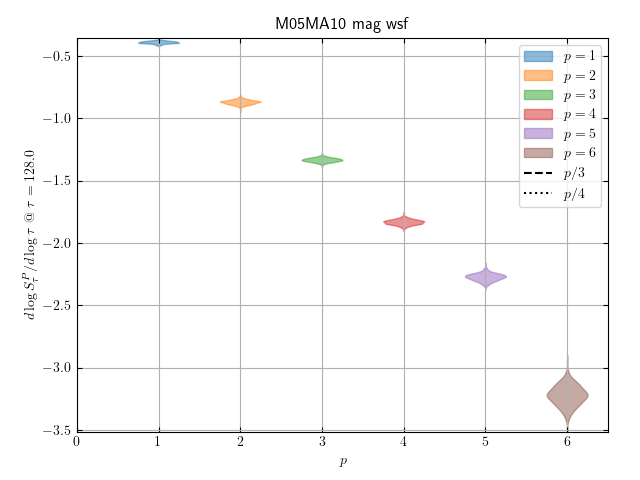 M05MA10 mag wsf
d log S_τ^P / d log τ @ τ = 128.0
−0.5
−1.0
−1.5
−2.0
−2.5
−3.0
−3.5
p = 1
p = 2
p = 3
p = 4
p = 5
p = 6
p/3
p/4
0 1 2 3 4 5 6
p